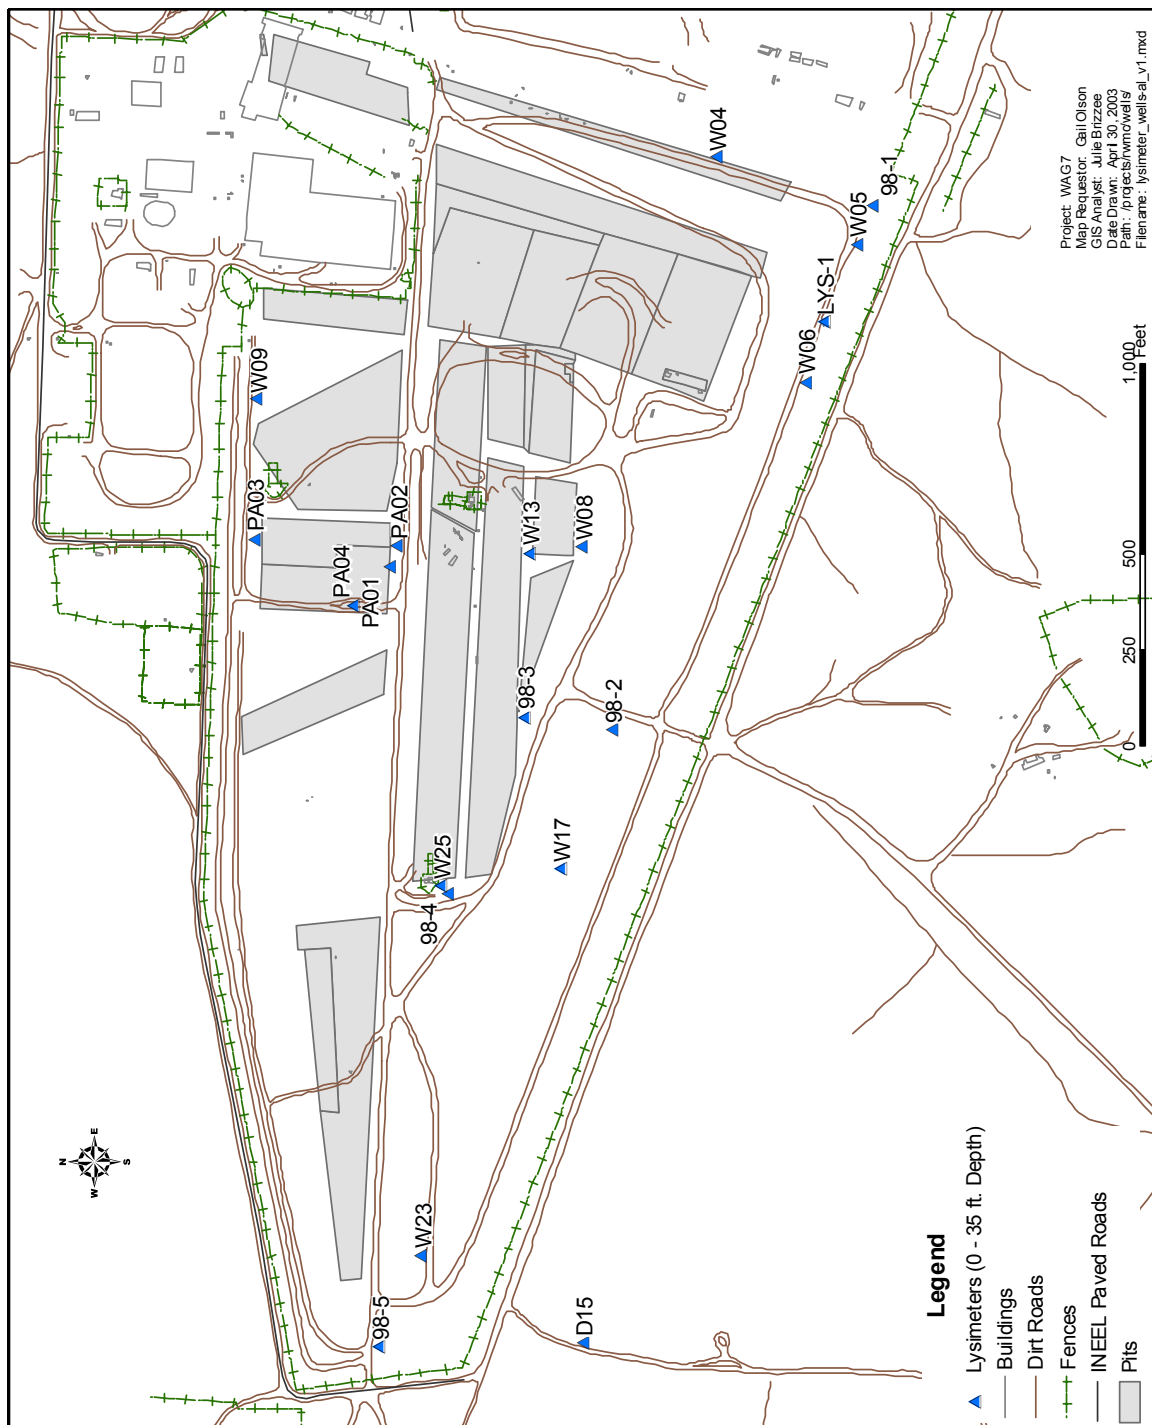 N
W
E
S
W04
98-1
W05
LYS-1
W06
W09
PA03
PA02
PA04
PA01
W13
W08
98-3
98-2
W25
98-4
W17
W23
98-5
D15
Legend
Lysimeters (0 - 35 ft. Depth)
Buildings
Dirt Roads
Fences
INEEL Paved Roads
Pits
0 250 500 1,000
Feet
Project: WAG 7
Map Requestor: Gail Olson
GIS Analyst: Julie Brizzee
Date Drawn: April 30, 2003
Path: /projects/rwmc/wells/
Filename: lysimeter_wells-al_v1.mxd